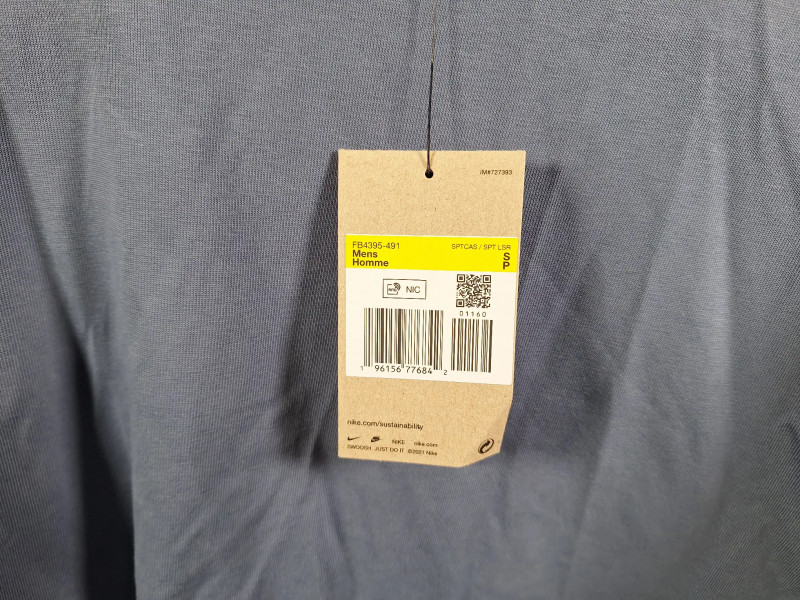 iM#727393
FB4395-491 SPTCAS / SPT LSR
Mens S
Homme P
NIC
01160
1 96156 77684 2
nike.com/sustainability
NIKE nike.com
SWOOSH JUST DO IT ©2021 Nike